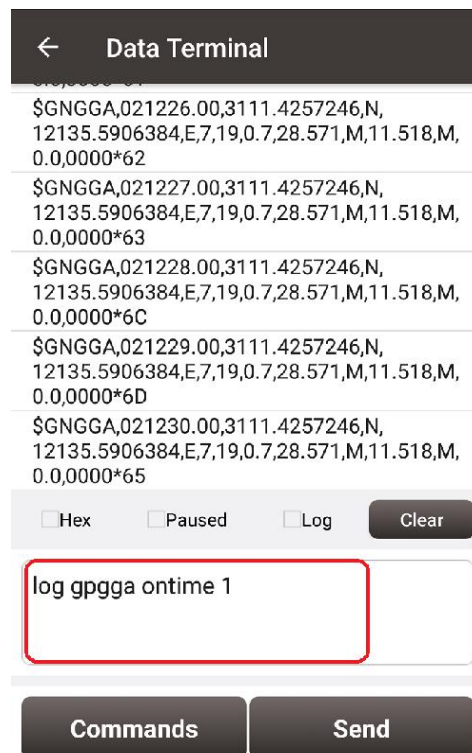 Data Terminal
$GNGGA,021226.00,3111.4257246,N,
12135.5906384,E,7,19,0.7,28.571,M,11.518,M,
0.0,0000*62
$GNGGA,021227.00,3111.4257246,N,
12135.5906384,E,7,19,0.7,28.571,M,11.518,M,
0.0,0000*63
$GNGGA,021228.00,3111.4257246,N,
12135.5906384,E,7,19,0.7,28.571,M,11.518,M,
0.0,0000*6C
$GNGGA,021229.00,3111.4257246,N,
12135.5906384,E,7,19,0.7,28.571,M,11.518,M,
0.0,0000*6D
$GNGGA,021230.00,3111.4257246,N,
12135.5906384,E,7,19,0.7,28.571,M,11.518,M,
0.0,0000*65
Hex Paused Log Clear
log gpgga ontime 1
Commands Send